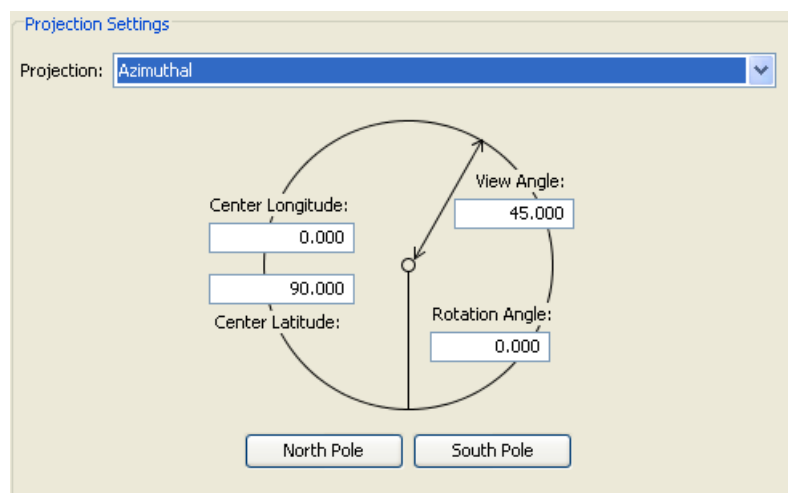 Projection Settings
Projection: Azimuthal
View Angle:
45.000
Center Longitude:
0.000
90.000
Center Latitude:
Rotation Angle:
0.000
North Pole South Pole